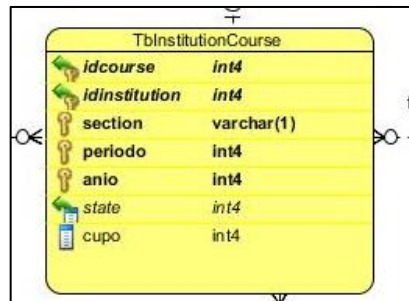 TbInstitutionCourse
idcourse int4
idinstitution int4
section varchar(1)
periodo int4
anio int4
state int4
cupo int4